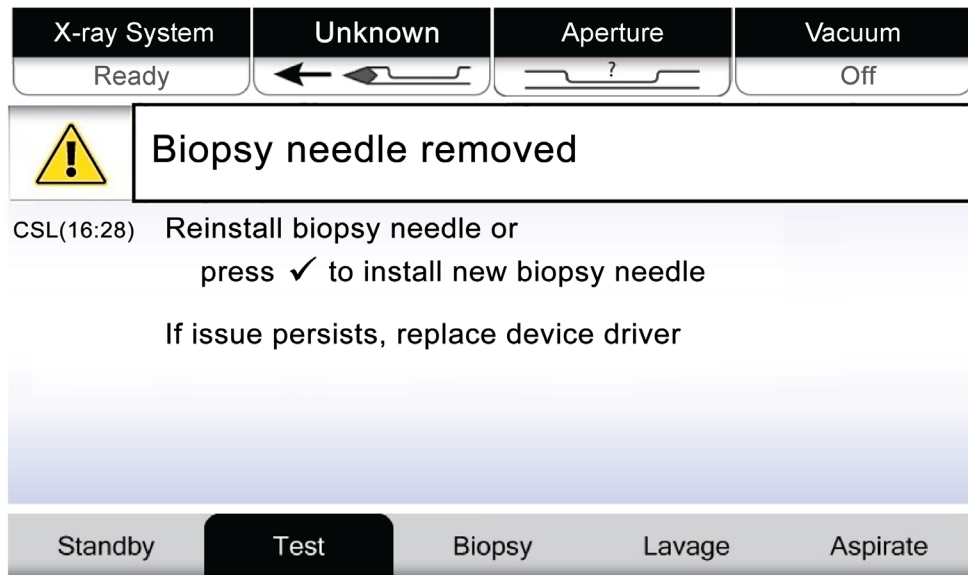 X-ray System Unknown Aperture Vacuum
Ready ? Off
Biopsy needle removed
CSL(16:28) Reinstall biopsy needle or
press ✓ to install new biopsy needle
If issue persists, replace device driver
Standby Test Biopsy Lavage Aspirate